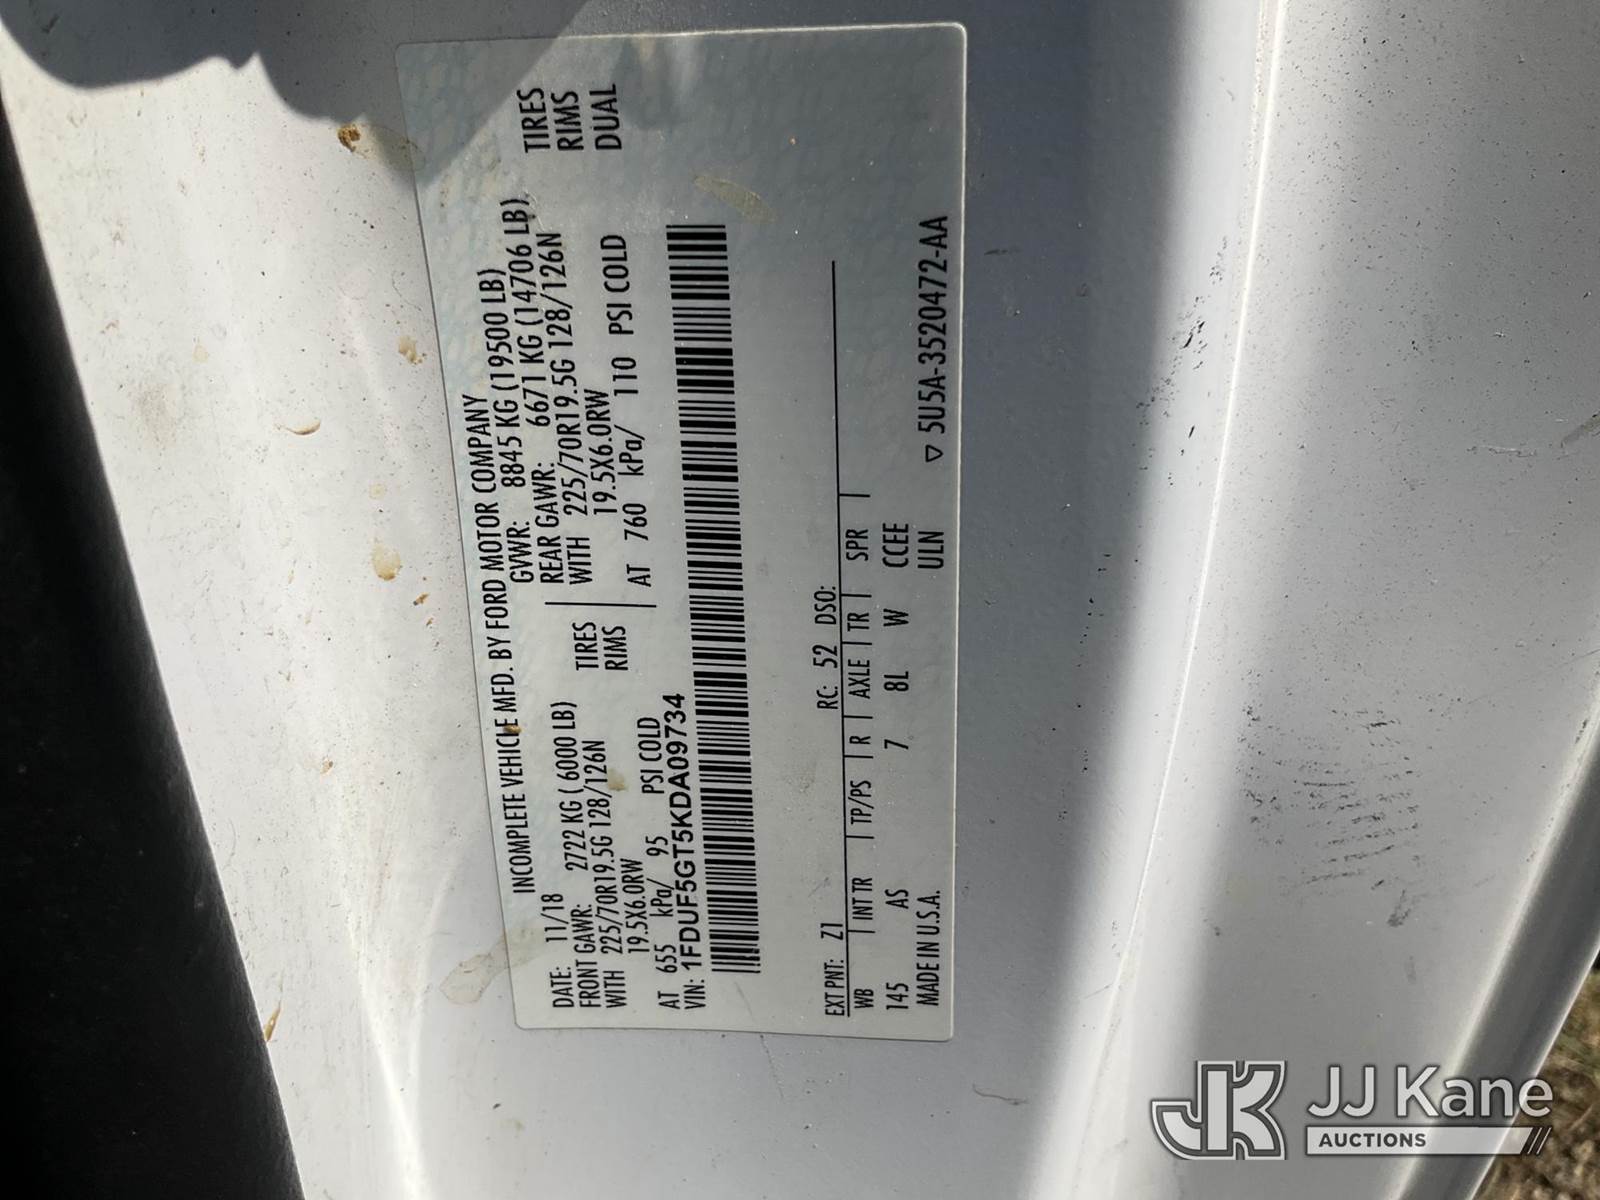 INCOMPLETE VEHICLE MFD. BY FORD MOTOR COMPANY
DATE: 11/18 GVWR: 8845 KG (19500 LB)
FRONT GAWR: 2722 KG ( 6000 LB) REAR GAWR: 6671 KG (14706 LB)
WITH 225/70R19.5G 128/126N TIRES WITH 225/70R19.5G 128/126N TIRES
19.5X6.0RW RIMS 19.5X6.0RW RIMS
AT 655 kPa/ 95 PSI COLD AT 760 kPa/ 110 PSI COLD DUAL
VIN: 1FDUF5GT5KDA09734
EXT PNT: Z1 RC: 52 DSO:
WB INT TR TP/PS R AXLE TR SPR
145 AS 7 8L W CCEE
MADE IN U.S.A. ULN 5U5A-3520472-AA
JK JJ Kane
AUCTIONS